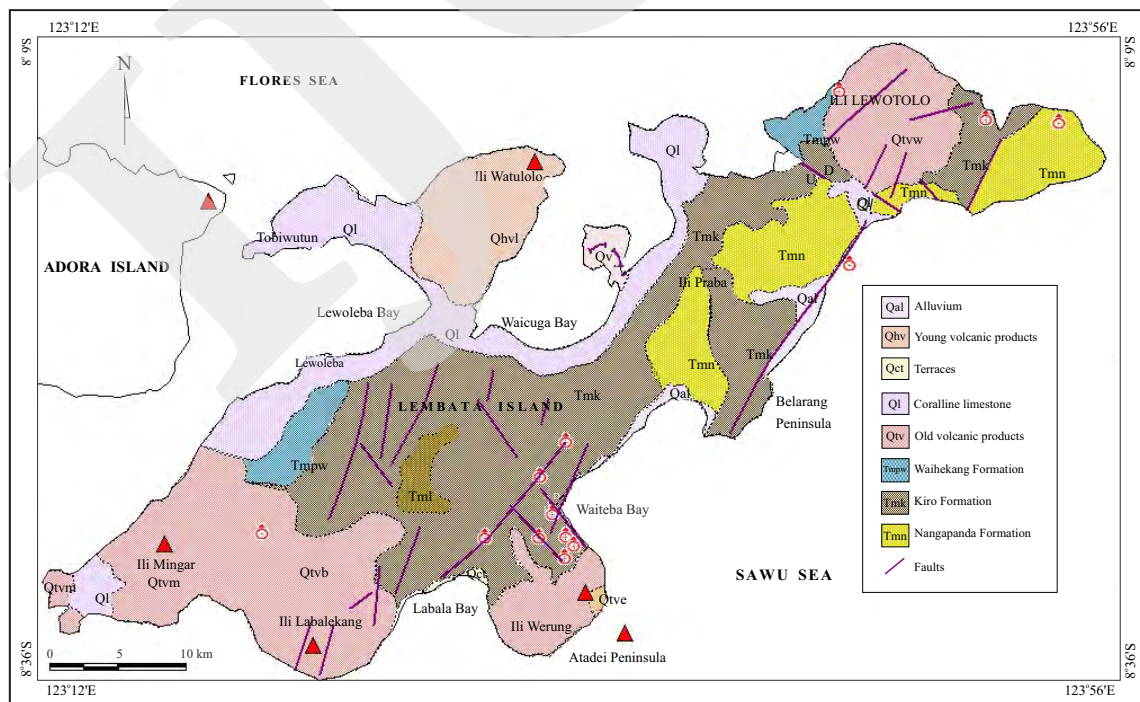 123°12'E
123°56'E
8° 9'S
8° 9'S
N
FLORES SEA
ILI LEWOTOLO
Ql
Tmpw
Qtvw
Ili Watulolo
Tmk
Tmn
U
D
Tmn
Ql
Tobiwutun
Ql
Qhvl
Tmk
Qv
Tmn
ADORA ISLAND
Ili Praba
Qal
Lewoleba Bay
Waicuga Bay
Ql
Lewoleba
Tmn
Tmk
LEMBATA ISLAND
Tmk
Qal
Belarang
Peninsula
Tmpw
Tml
Waiteba Bay
Ili Mingar
Qtvm
Qtvm
Ql
Qtvb
Qct
SAWU SEA
Qtve
Labala Bay
Ili Labalekang
Ili Werung
Atadei Peninsula
0 5 10 km
Qal Alluvium
Qhv Young volcanic products
Qct Terraces
Ql Coralline limestone
Qtv Old volcanic products
Tmpw Waihekang Formation
Tmk Kiro Formation
Tmn Nangapanda Formation
Faults
8°36'S
8°36'S
123°12'E
123°56'E